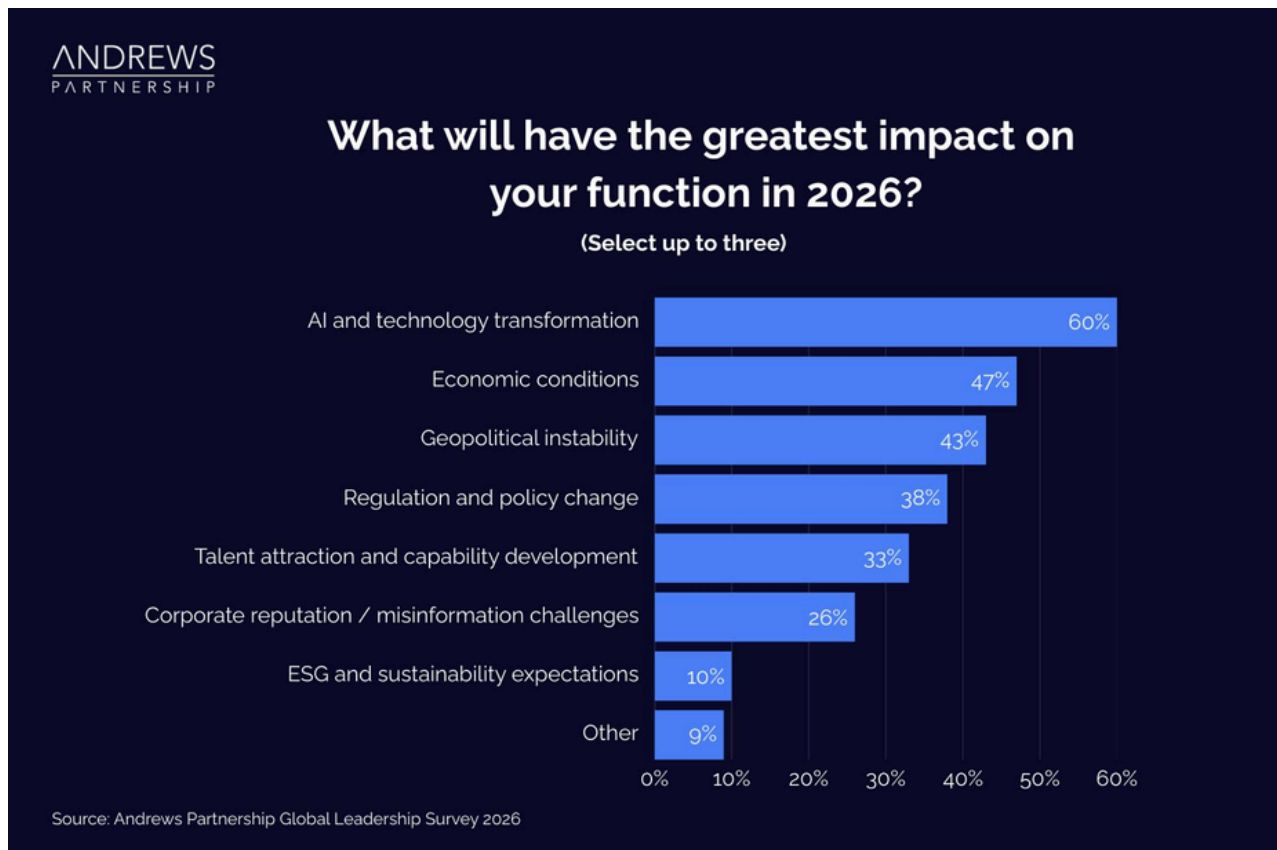 ANDREWS
PARTNERSHIP
What will have the greatest impact on
your function in 2026?
(Select up to three)
AI and technology transformation 60%
Economic conditions 47%
Geopolitical instability 43%
Regulation and policy change 38%
Talent attraction and capability development 33%
Corporate reputation / misinformation challenges 26%
ESG and sustainability expectations 10%
Other 9%
0% 10% 20% 30% 40% 50% 60%
Source: Andrews Partnership Global Leadership Survey 2026